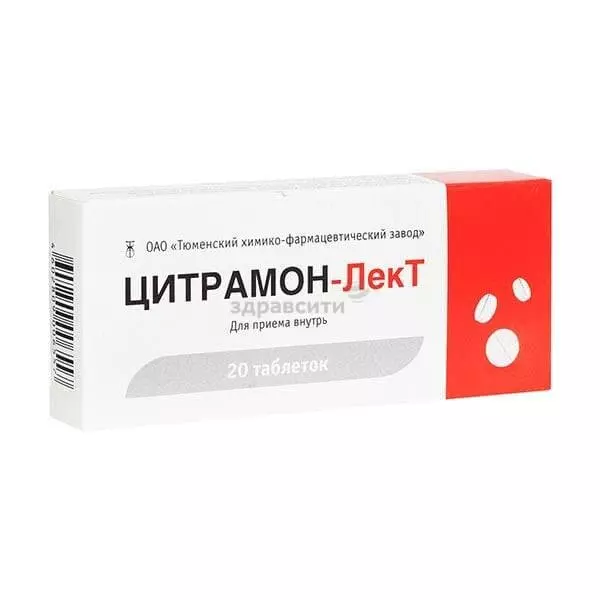 ОАО «Тюменский химико-фармацевтический завод»
ЦИТРАМОН-ЛекТ
здравсити
Для приема внутрь
20 таблеток